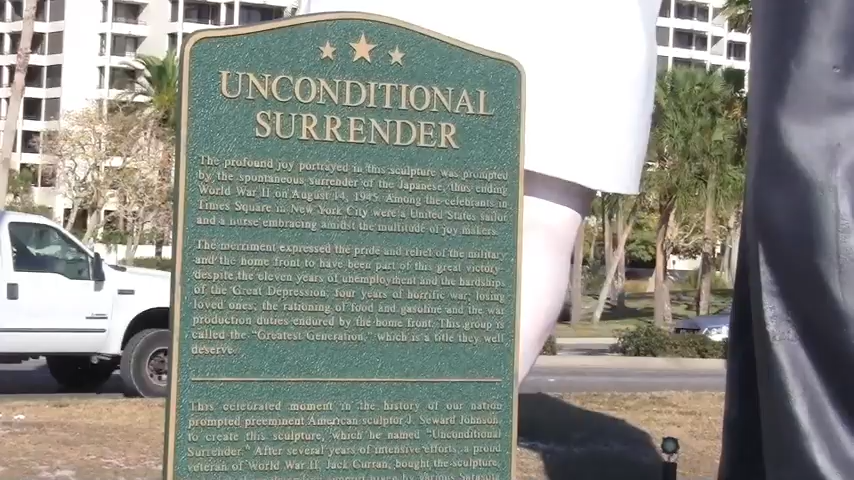 UNCONDITIONAL
SURRENDER
The profound joy portrayed in this sculpture was prompted
by the spontaneous surrender of the Japanese, thus ending
World War II on August 14, 1945. Among the celebrants in
Times Square in New York City were a United States sailor
and a nurse embracing amidst the multitude of joy makers.
The merriment expressed the pride and relief of the military
and the home front to have been part of this great victory
despite the eleven years of unemployment and the hardships
of the Great Depression, four years of horrific war, losing
loved ones, the rationing of food and gasoline and the war
production duties endured by the home front. This group is
called the "Greatest Generation," which is a title they well
deserve.
This celebrated moment in the history of our nation
prompted preeminent American sculptor J. Seward Johnson,
to create this sculpture, which he named "Unconditional
Surrender." After several years of intensive efforts, a proud
veteran of World War II, Jack Curran, bought the sculpture,
given by various Sarasota